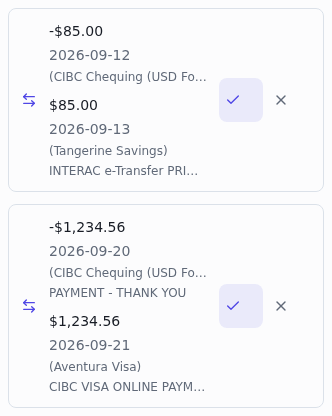 -$85.00
2026-09-12
(CIBC Chequing (USD Fo...
$85.00
2026-09-13
(Tangerine Savings)
INTERAC e-Transfer PRI...
-$1,234.56
2026-09-20
(CIBC Chequing (USD Fo...
PAYMENT - THANK YOU
$1,234.56
2026-09-21
(Aventura Visa)
CIBC VISA ONLINE PAYM...